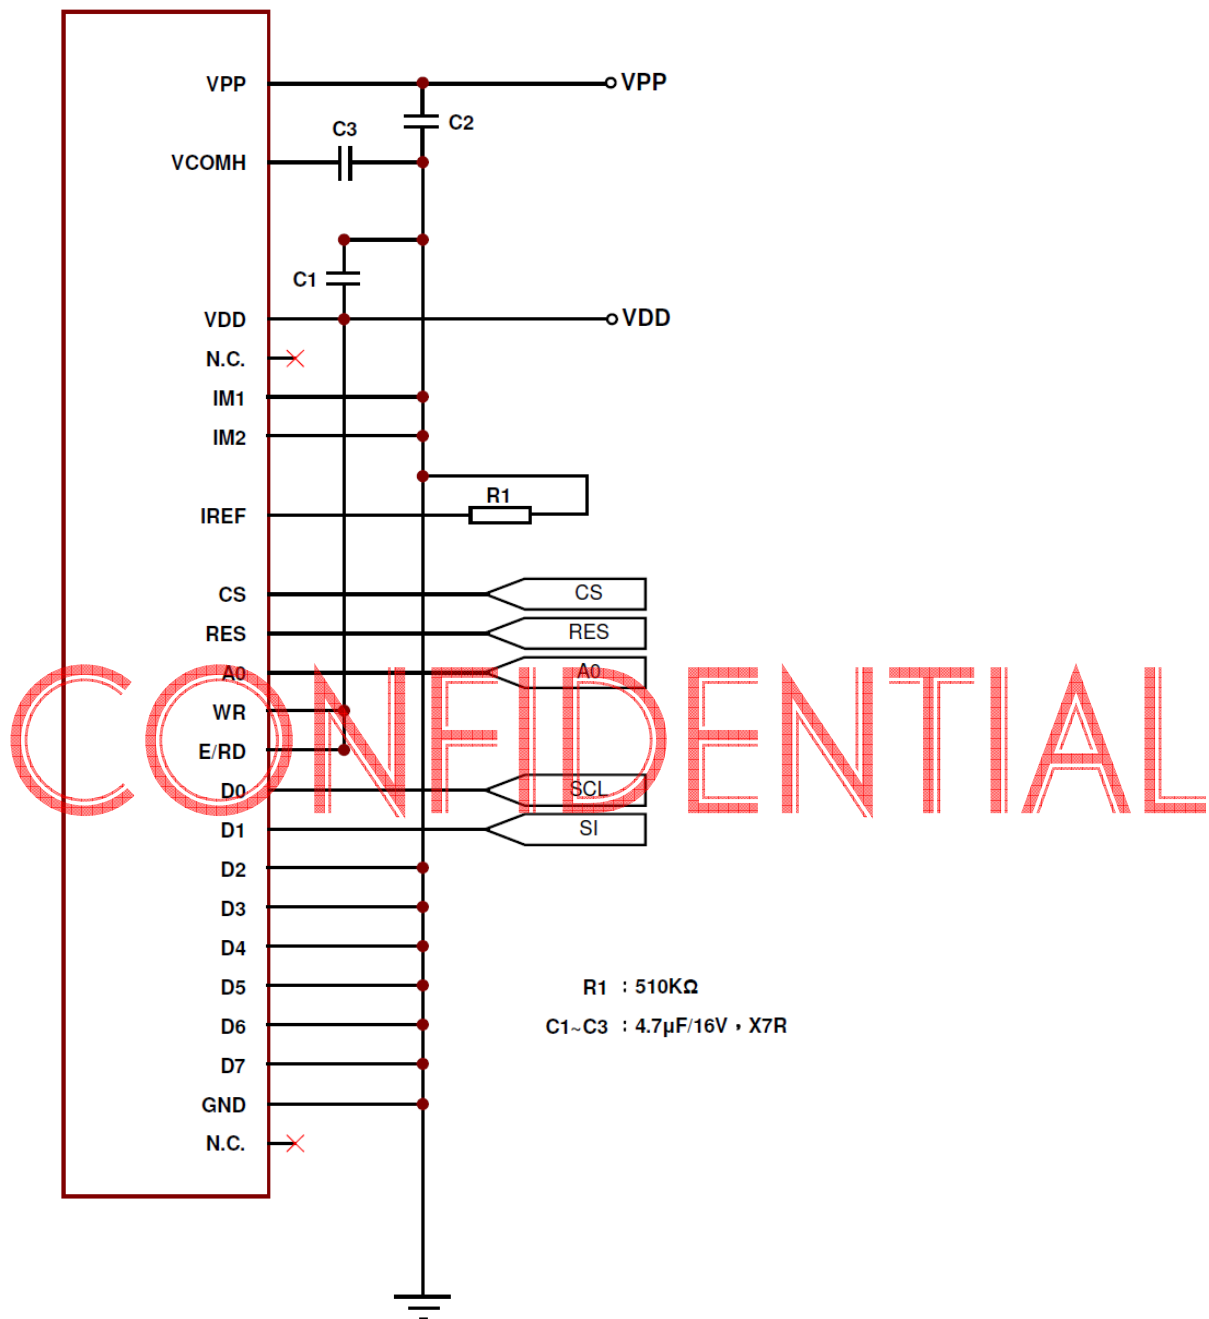 VPP
VPP
C2
C3
VCOMH
C1
VDD
VDD
N.C.
IM1
IM2
R1
IREF
CS
CS
RES
RES
A0
A0
CONFIDENTIAL
WR
E/RD
D0
SCL
D1
SI
D2
D3
D4
D5
R1 : 510KΩ
D6
C1~C3 : 4.7μF/16V，X7R
D7
GND
N.C.